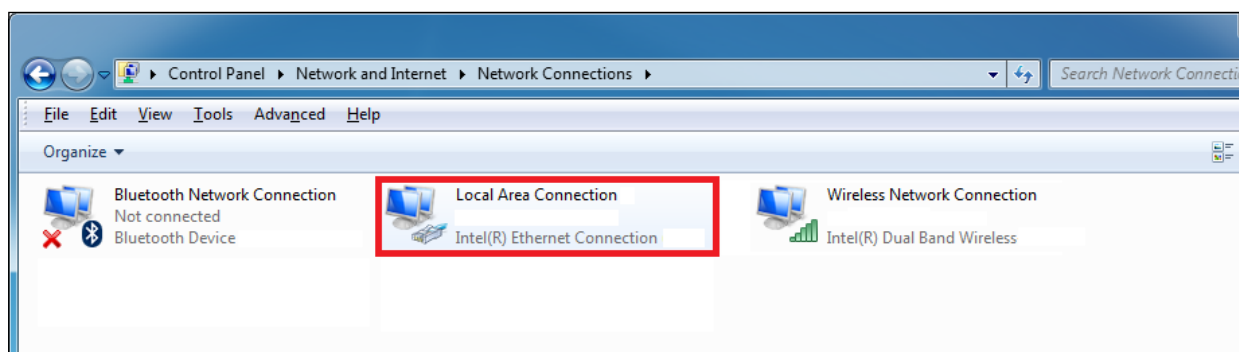 Control Panel ▸ Network and Internet ▸ Network Connections ▸
Search Network Connecti
File Edit View Tools Advanced Help
Organize
Bluetooth Network Connection
Not connected
Bluetooth Device
Local Area Connection
Intel(R) Ethernet Connection
Wireless Network Connection
Intel(R) Dual Band Wireless